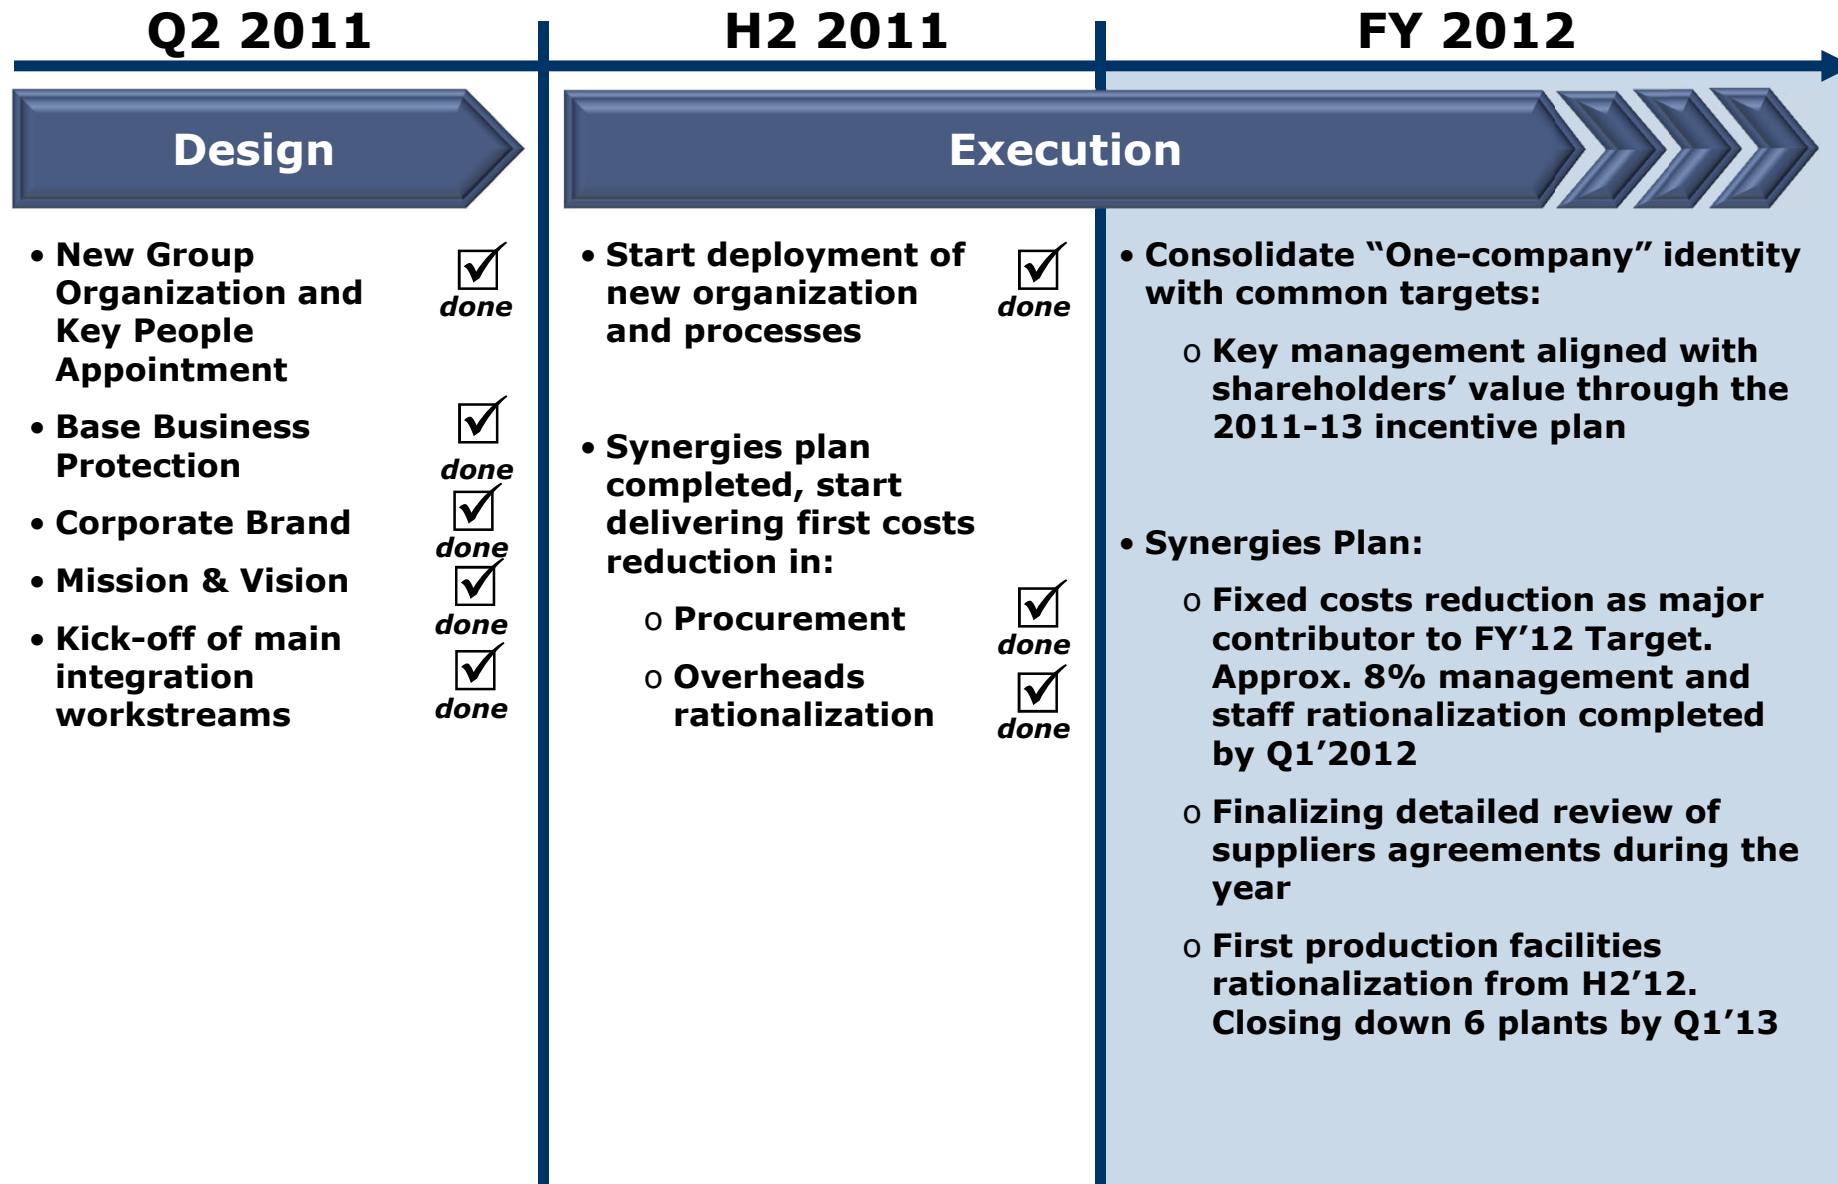 Q2 2011
H2 2011
FY 2012
Design
Execution
• New Group
Organization and
Key People
Appointment
done
• Base Business
Protection
done
• Corporate Brand
done
• Mission & Vision
done
• Kick-off of main
integration
workstreams
done
• Start deployment of
new organization
and processes
done
• Synergies plan
completed, start
delivering first costs
reduction in:
o Procurement
done
o Overheads
rationalization
done
• Consolidate “One-company” identity
with common targets:
o Key management aligned with
shareholders’ value through the
2011-13 incentive plan
• Synergies Plan:
o Fixed costs reduction as major
contributor to FY’12 Target.
Approx. 8% management and
staff rationalization completed
by Q1’2012
o Finalizing detailed review of
suppliers agreements during the
year
o First production facilities
rationalization from H2’12.
Closing down 6 plants by Q1’13